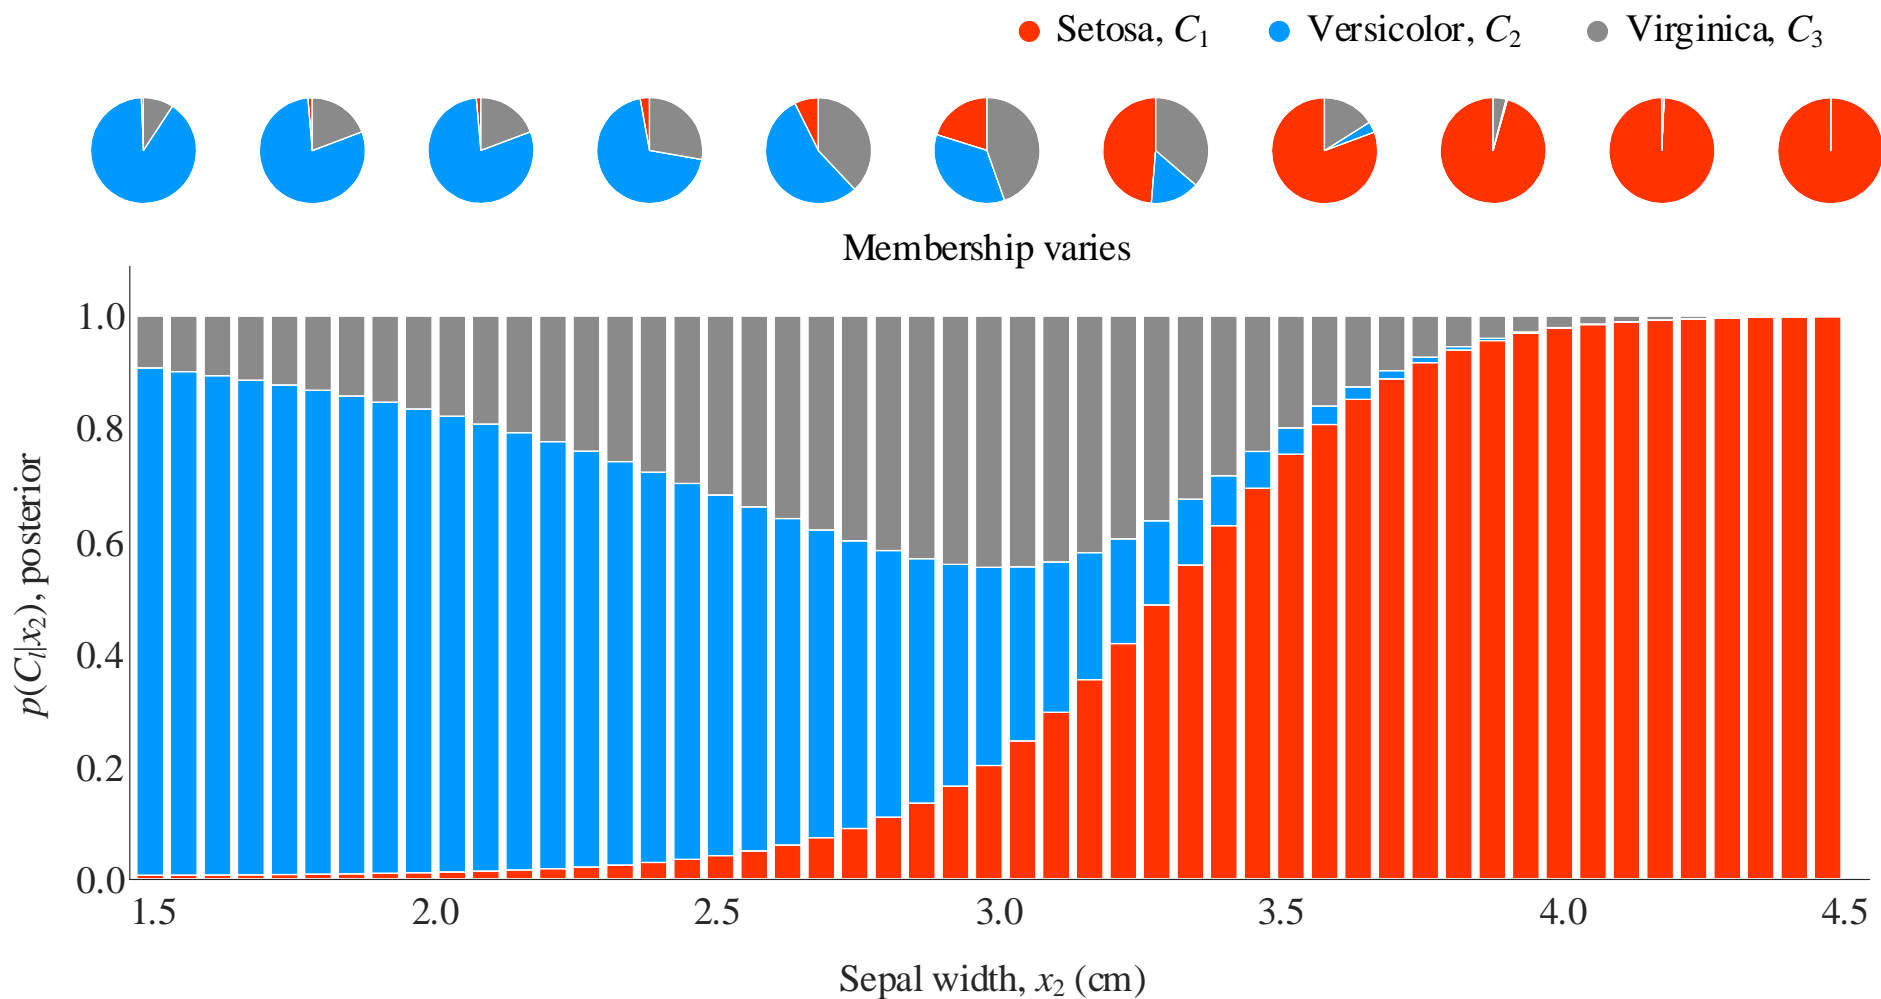 Setosa, C1 Versicolor, C2 Virginica, C3
Membership varies
1.0
0.8
0.6
0.4
0.2
0.0
p(Cl|x2), posterior
1.5 2.0 2.5 3.0 3.5 4.0 4.5
Sepal width, x2 (cm)